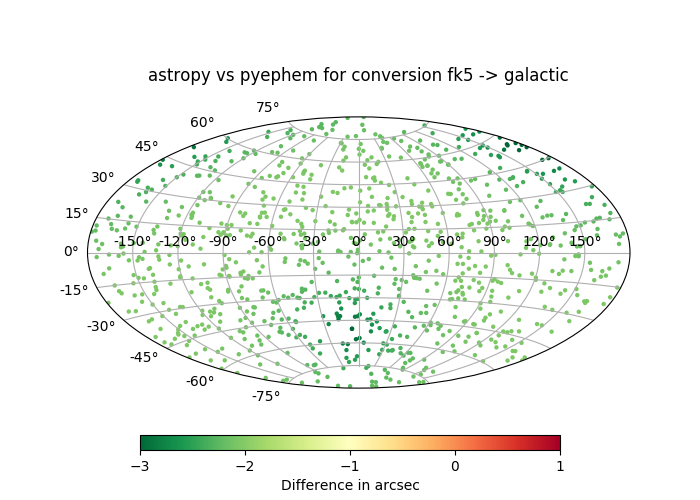 astropy vs pyephem for conversion fk5 -> galactic
75°
60°
45°
30°
15°
-150° -120° -90° -60° -30° 0° 30° 60° 90° 120° 150°
0°
-15°
-30°
-45°
-60°
-75°
−3 −2 −1 0 1
Difference in arcsec